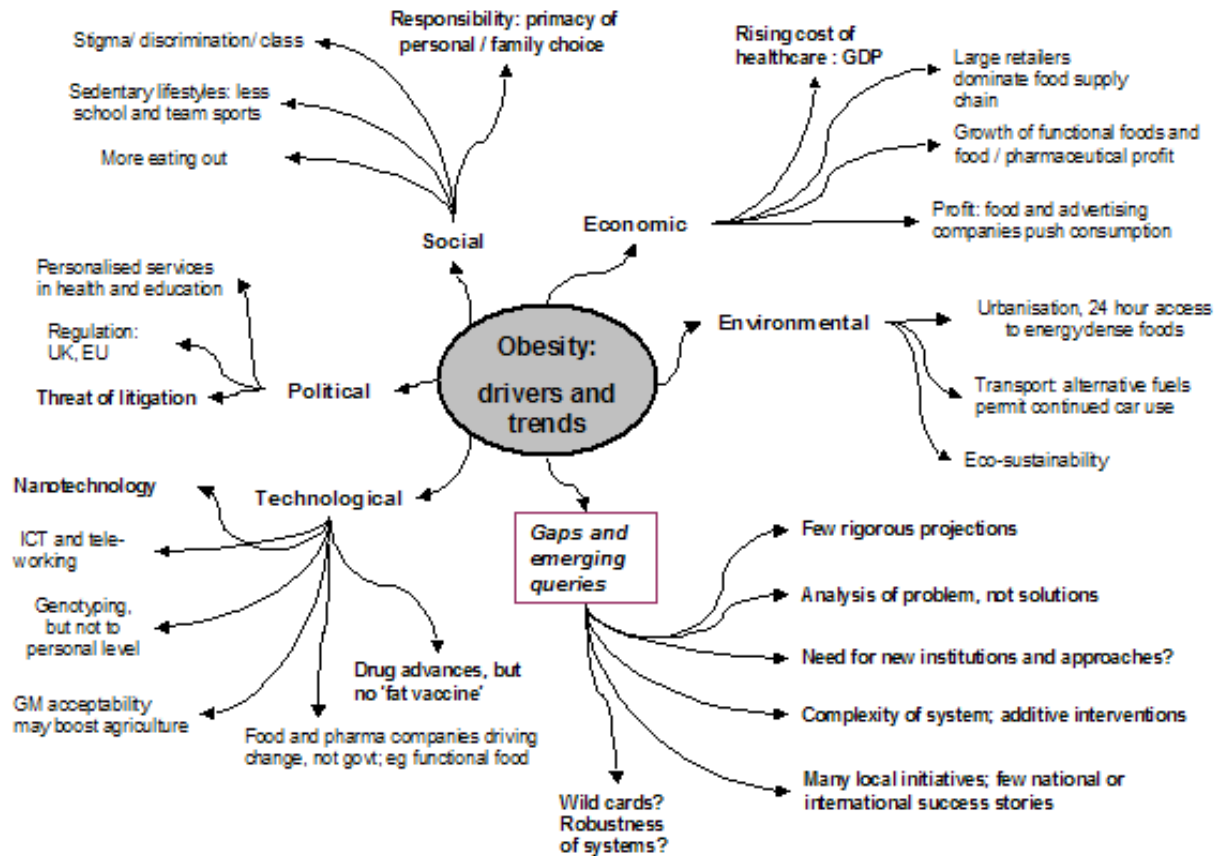 Responsibility: primacy of
personal / family choice
Stigma/ discrimination/ class
Sedentary lifestyles: less
school and team sports
More eating out
Social
Rising cost of
healthcare : GDP
Large retailers
dominate food supply
chain
Growth of functional foods and
food / pharmaceutical profit
Profit: food and advertising
companies push consumption
Economic
Personalised services
in health and education
Regulation:
UK, EU
Threat of litigation
Political
Obesity:
drivers and
trends
Environmental
Urbanisation, 24 hour access
to energydense foods
Transport: alternative fuels
permit continued car use
Eco-sustainability
Nanotechnology
Technological
ICT and tele-
working
Genotyping,
but not to
personal level
GM acceptability
may boost agriculture
Drug advances, but
no 'fat vaccine'
Food and pharma companies driving
change, not govt; eg functional food
Gaps and
emerging
queries
Few rigorous projections
Analysis of problem, not solutions
Need for new institutions and approaches?
Complexity of system; additive interventions
Many local initiatives; few national or
international success stories
Wild cards?
Robustness
of systems?